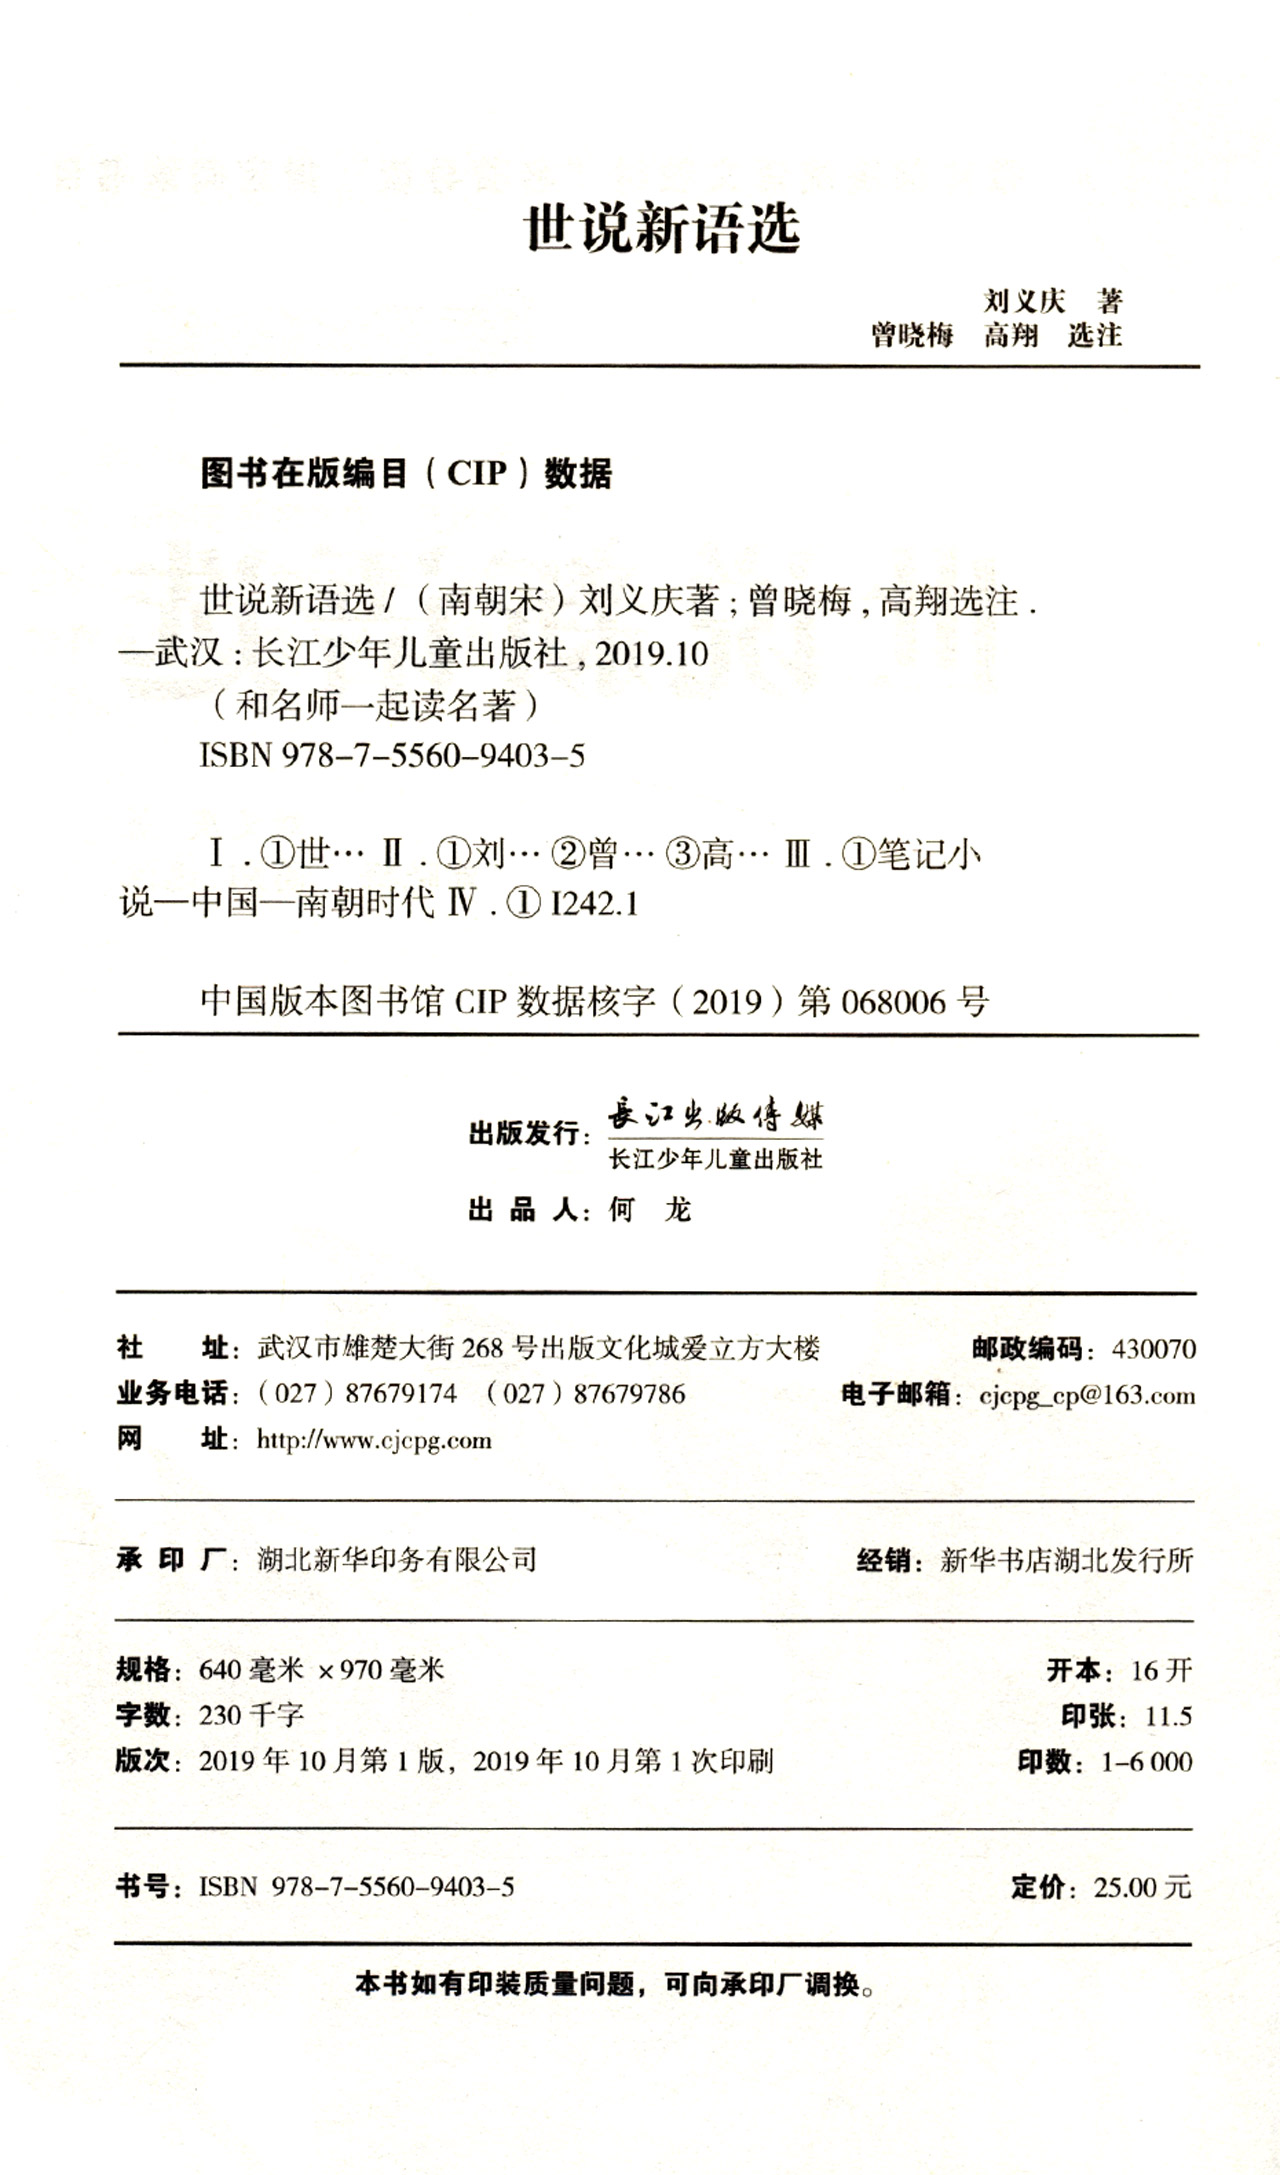 世说新语选
刘义庆 著
曾晓梅 高翔 选注
图书在版编目（CIP）数据
世说新语选 / （南朝宋）刘义庆著；曾晓梅，高翔选注．
—武汉：长江少年儿童出版社，2019.10
（和名师一起读名著）
ISBN 978-7-5560-9403-5
Ⅰ．①世… Ⅱ．①刘… ②曾… ③高… Ⅲ．①笔记小
说—中国—南朝时代 Ⅳ．① I242.1
中国版本图书馆 CIP 数据核字（2019）第 068006 号
長江出版傳媒
出版发行：长江少年儿童出版社
出 品 人：何 龙
社 址：武汉市雄楚大街 268 号出版文化城爱立方大楼 邮政编码：430070
业务电话：（027）87679174 （027）87679786 电子邮箱：cjcpg_cp@163.com
网 址：http://www.cjcpg.com
承 印 厂：湖北新华印务有限公司 经销：新华书店湖北发行所
规格：640 毫米 ×970 毫米 开本：16 开
字数：230 千字 印张：11.5
版次：2019 年 10 月第 1 版，2019 年 10 月第 1 次印刷 印数：1-6 000
书号：ISBN 978-7-5560-9403-5 定价：25.00 元
本书如有印装质量问题，可向承印厂调换。